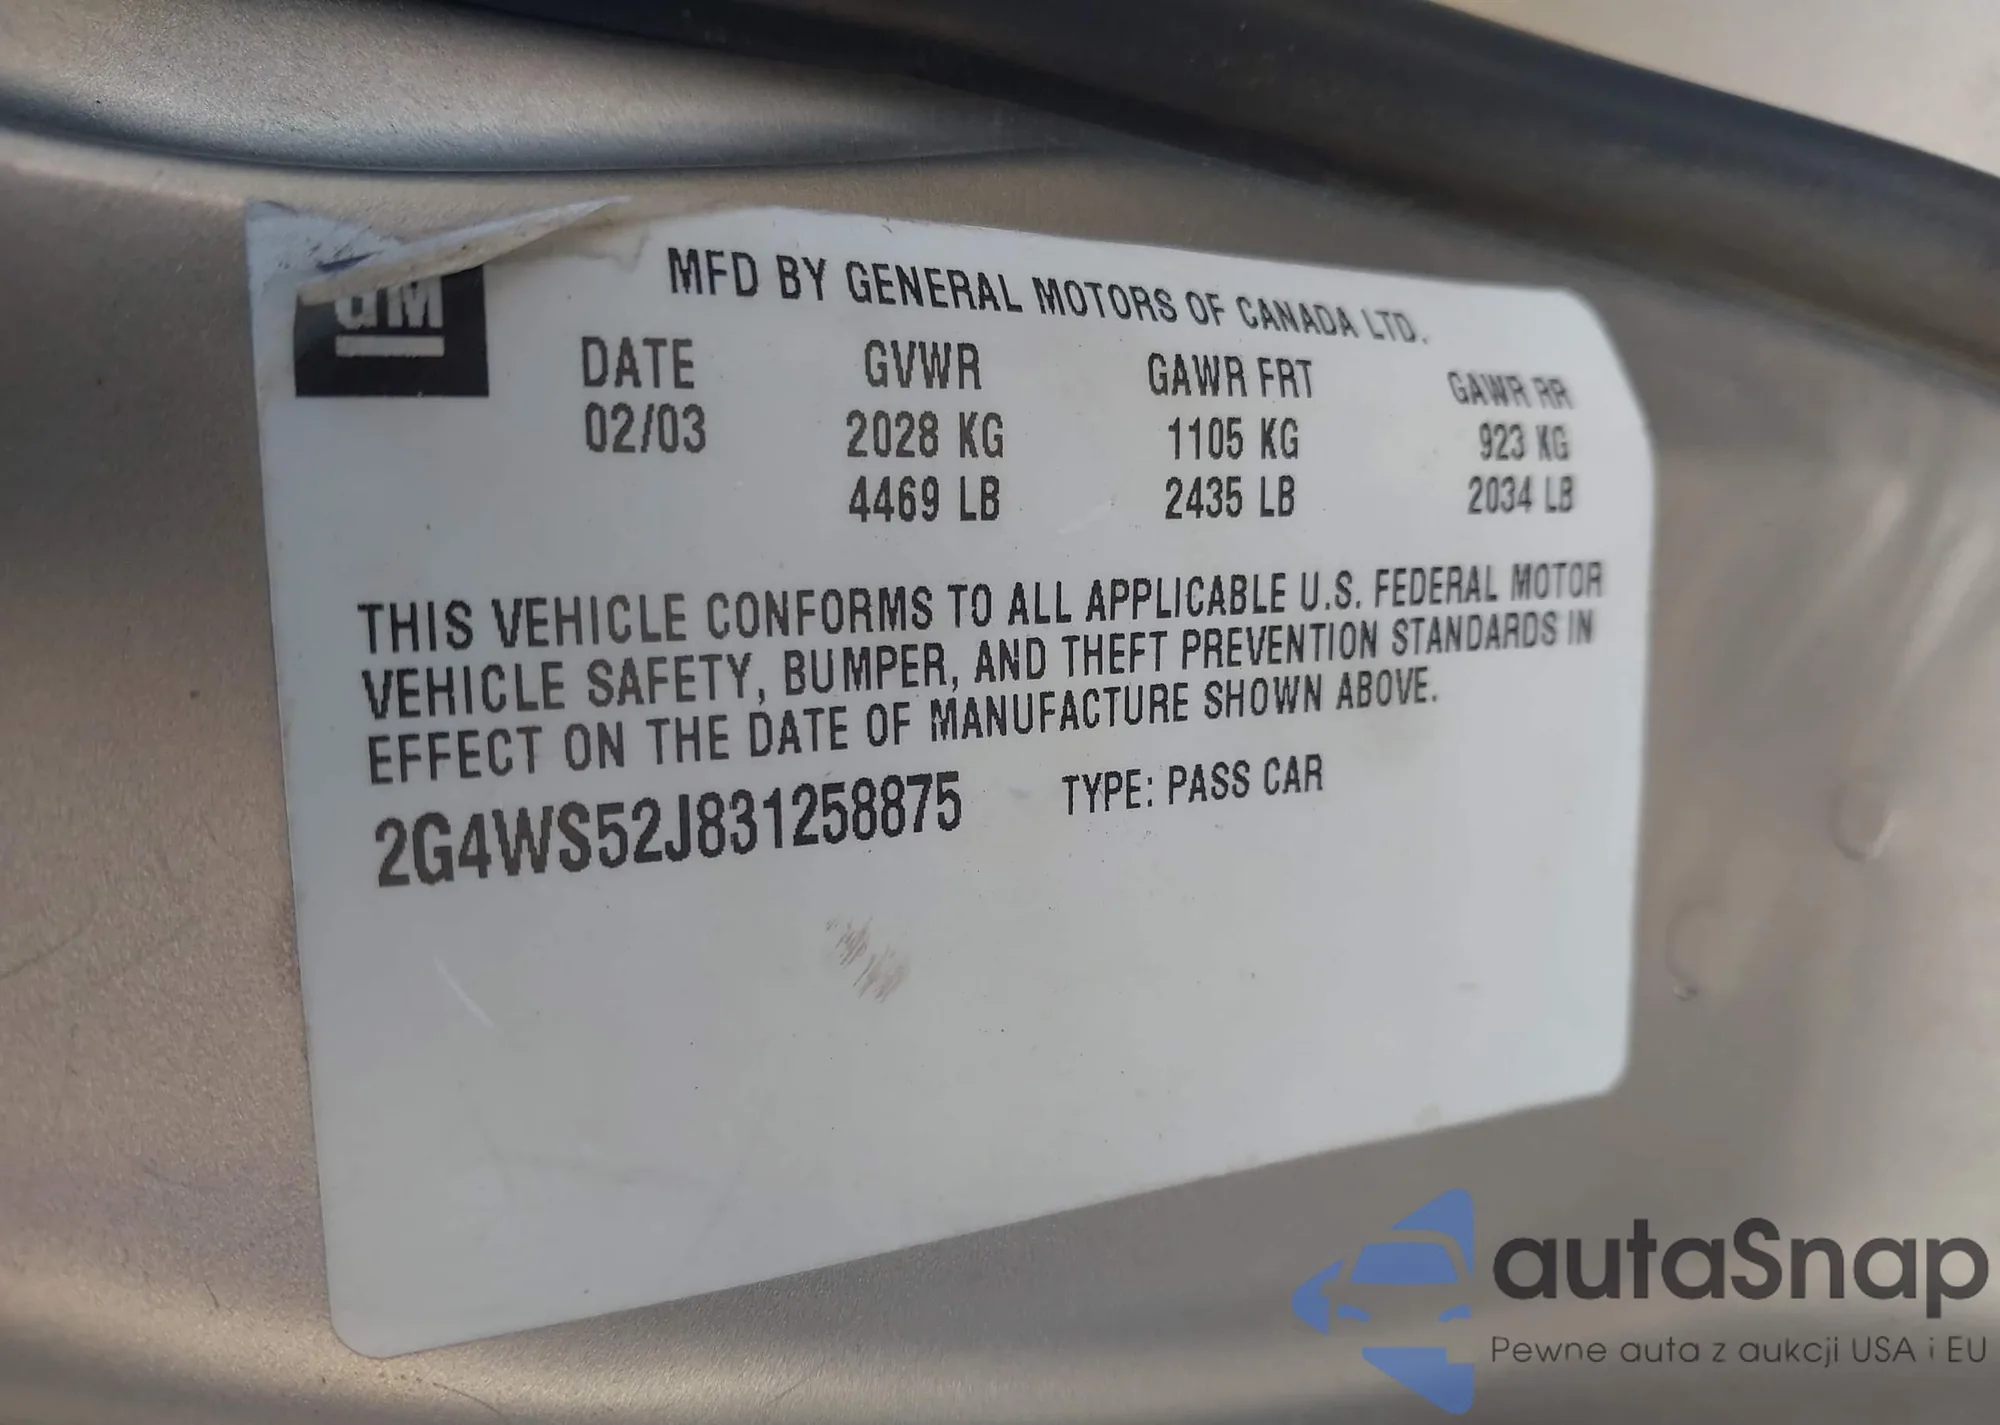 GM
MFD BY GENERAL MOTORS OF CANADA LTD.
DATE GVWR GAWR FRT GAWR RR
02/03 2028 KG 1105 KG 923 KG
4469 LB 2435 LB 2034 LB
THIS VEHICLE CONFORMS TO ALL APPLICABLE U.S. FEDERAL MOTOR
VEHICLE SAFETY, BUMPER, AND THEFT PREVENTION STANDARDS IN
EFFECT ON THE DATE OF MANUFACTURE SHOWN ABOVE.
2G4WS52J831258875 TYPE: PASS CAR
autaSnap
Pewne auta z aukcji USA i EU